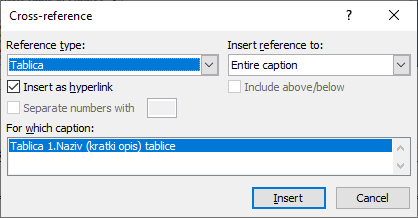 Cross-reference
Reference type:
Insert reference to:
Tablica
Entire caption
Insert as hyperlink
Include above/below
Separate numbers with
For which caption:
Tablica 1.Naziv (kratki opis) tablice
Insert
Cancel